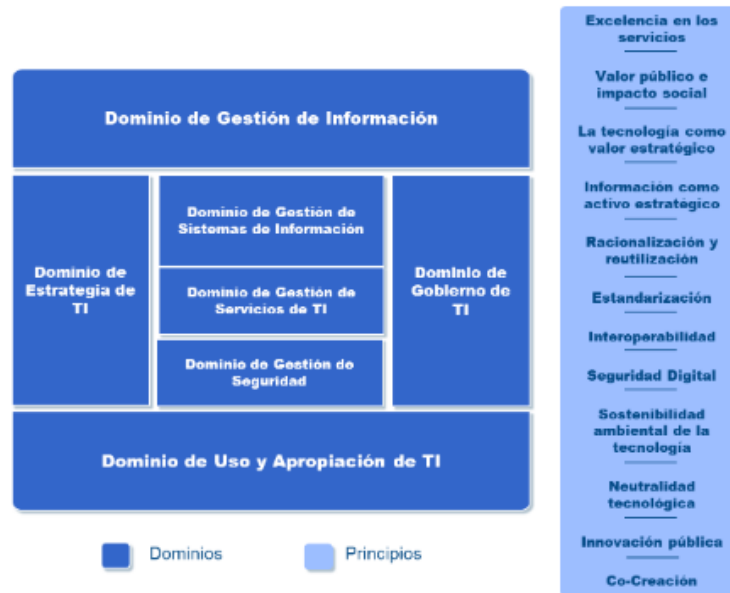 Dominio de Gestión de Información
Dominio de
Estrategia de
TI
Dominio de Gestión de
Sistemas de Información
Dominio de Gestión de
Servicios de TI
Dominio de Gestión de
Seguridad
Dominio de
Gobierno de
TI
Dominio de Uso y Apropiación de TI
Dominios
Principios
Excelencia en los
servicios
Valor público e
impacto social
La tecnología como
valor estratégico
Información como
activo estratégico
Racionalización y
reutilización
Estandarización
Interoperabilidad
Seguridad Digital
Sostenibilidad
ambiental de la
tecnología
Neutralidad
tecnológica
Innovación pública
Co-Creación